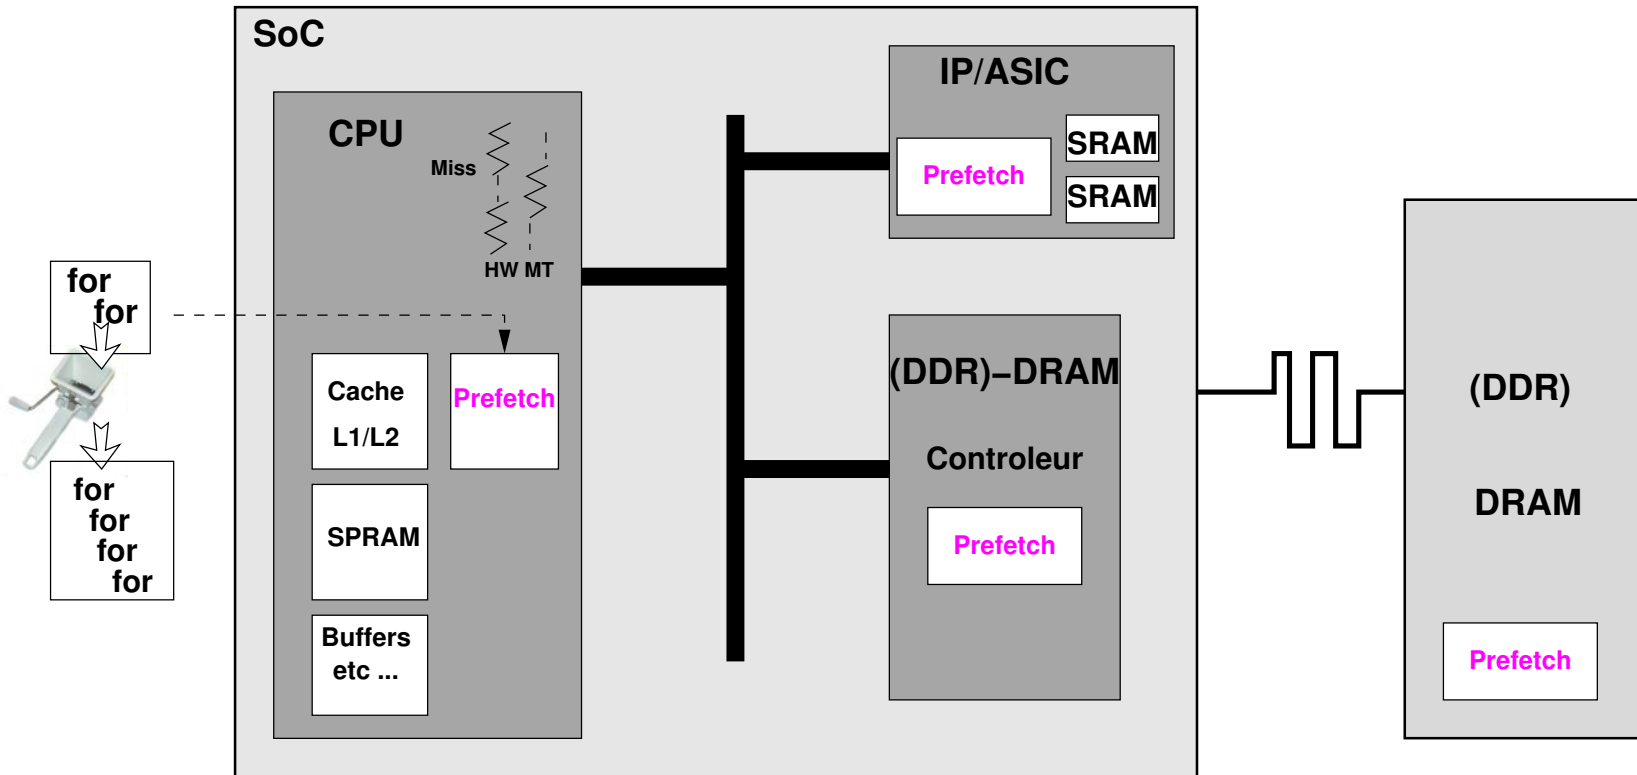 SoC
for
for
for
for
for
for
CPU
Miss
HW MT
Cache
L1/L2
Prefetch
SPRAM
Buffers
etc ...
IP/ASIC
Prefetch
SRAM
SRAM
(DDR)–DRAM
Controleur
Prefetch
(DDR)
DRAM
Prefetch